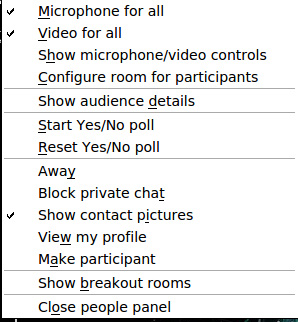 Microphone for all
Video for all
Show microphone/video controls
Configure room for participants
Show audience details
Start Yes/No poll
Reset Yes/No poll
Away
Block private chat
Show contact pictures
View my profile
Make participant
Show breakout rooms
Close people panel